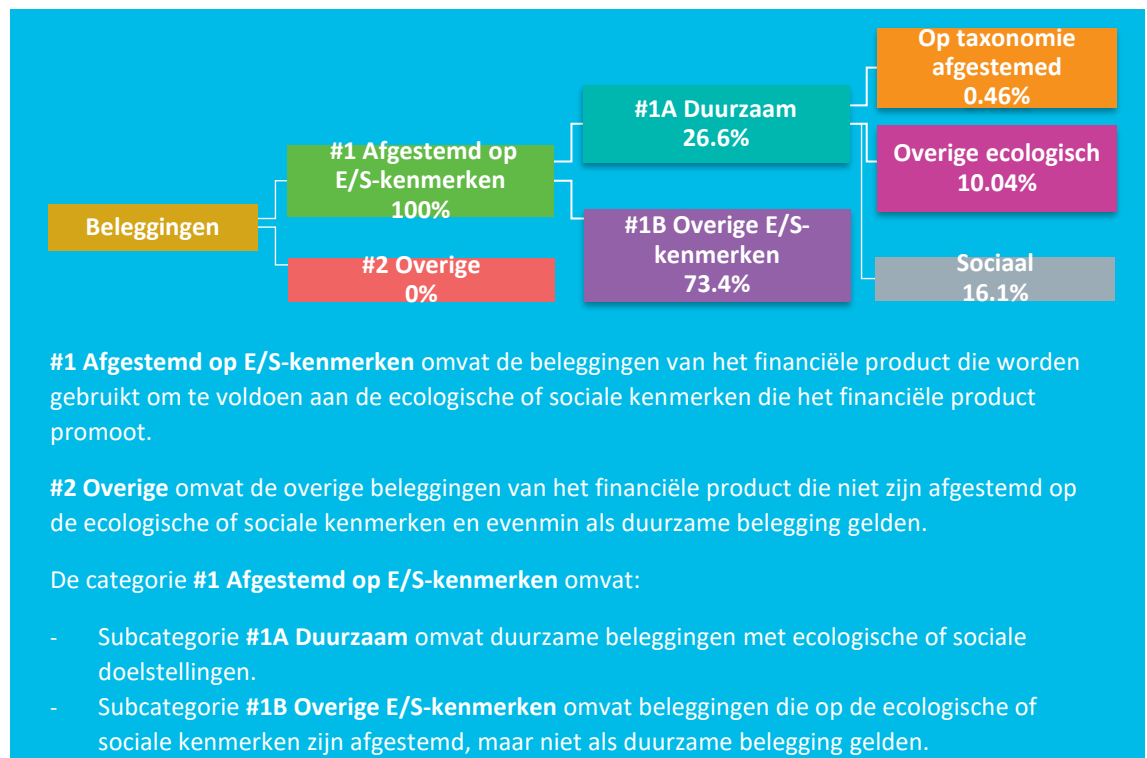 Op taxonomie
afgestemed
0.46%
#1A Duurzaam
26.6%
#1 Afgestemd op
E/S-kenmerken
100%
Overige ecologisch
10.04%
Beleggingen
#1B Overige E/S-
kenmerken
73.4%
#2 Overige
0%
Sociaal
16.1%
#1 Afgestemd op E/S-kenmerken omvat de beleggingen van het financiële product die worden
gebruikt om te voldoen aan de ecologische of sociale kenmerken die het financiële product
promoot.
#2 Overige omvat de overige beleggingen van het financiële product die niet zijn afgestemd op
de ecologische of sociale kenmerken en evenmin als duurzame belegging gelden.
De categorie #1 Afgestemd op E/S-kenmerken omvat:
- Subcategorie #1A Duurzaam omvat duurzame beleggingen met ecologische of sociale
doelstellingen.
- Subcategorie #1B Overige E/S-kenmerken omvat beleggingen die op de ecologische of
sociale kenmerken zijn afgestemd, maar niet als duurzame belegging gelden.